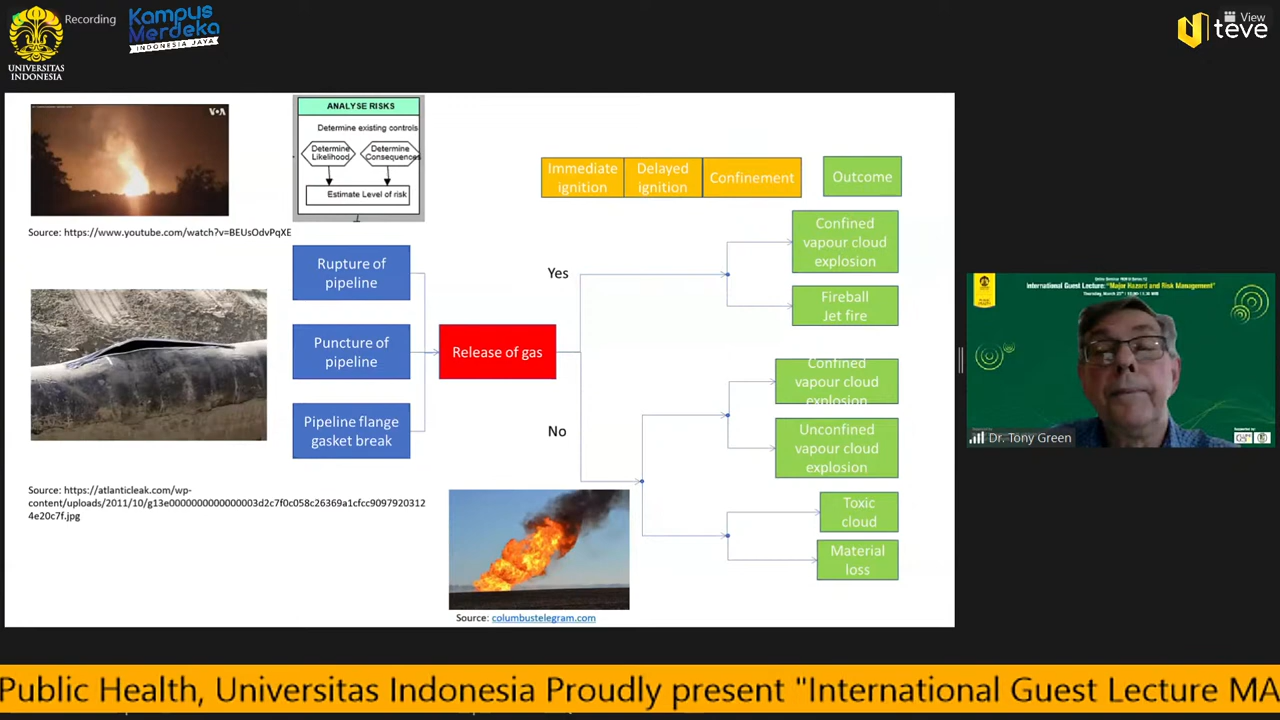 Recording
UNIVERSITAS
INDONESIA
Kampus
Merdeka
INDONESIA JAYA
View
teve
VOA
Source: https://www.youtube.com/watch?v=BEUsOdvPqXE
ANALYSE RISKS
Determine existing controls
Determine
Likelihood
Determine
Consequences
Estimate Level of risk
Immediate
ignition
Delayed
ignition
Confinement
Outcome
Rupture of
pipeline
Puncture of
pipeline
Pipeline flange
gasket break
Release of gas
Yes
No
Confined
vapour cloud
explosion
Fireball
Jet fire
Confined
vapour cloud
explosion
Unconfined
vapour cloud
explosion
Toxic
cloud
Material
loss
Source: https://atlanticleak.com/wp-
content/uploads/2011/10/g13e0000000000000003d2c7f0c058c26369a1cfcc9097920312
4e20c7f.jpg
Source: columbustelegram.com
International Guest Lecture: "Major Hazard and Risk Management"
Dr. Tony Green
Public Health, Universitas Indonesia Proudly present "International Guest Lecture MA